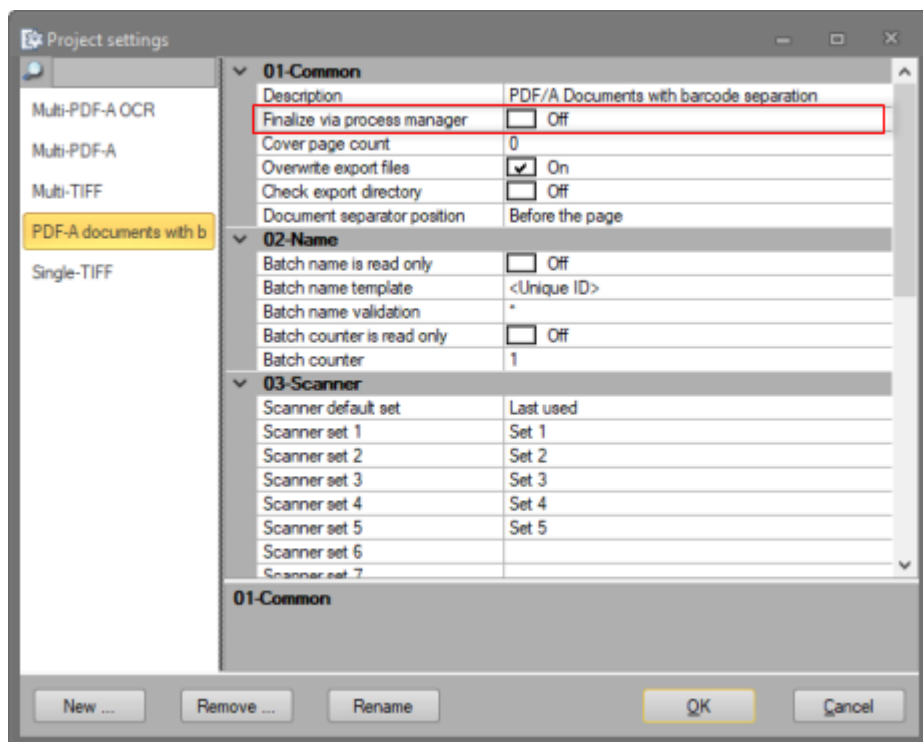 Project settings
Multi-PDF-A OCR
Multi-PDF-A
Multi-TIFF
PDF-A documents with b
Single-TIFF
01-Common
Description PDF/A Documents with barcode separation
Finalize via process manager Off
Cover page count 0
Overwrite export files On
Check export directory Off
Document separator position Before the page
02-Name
Batch name is read only Off
Batch name template <Unique ID>
Batch name validation *
Batch counter is read only Off
Batch counter 1
03-Scanner
Scanner default set Last used
Scanner set 1 Set 1
Scanner set 2 Set 2
Scanner set 3 Set 3
Scanner set 4 Set 4
Scanner set 5 Set 5
Scanner set 6
Scanner set 7
01-Common
New ... Remove ... Rename OK Cancel